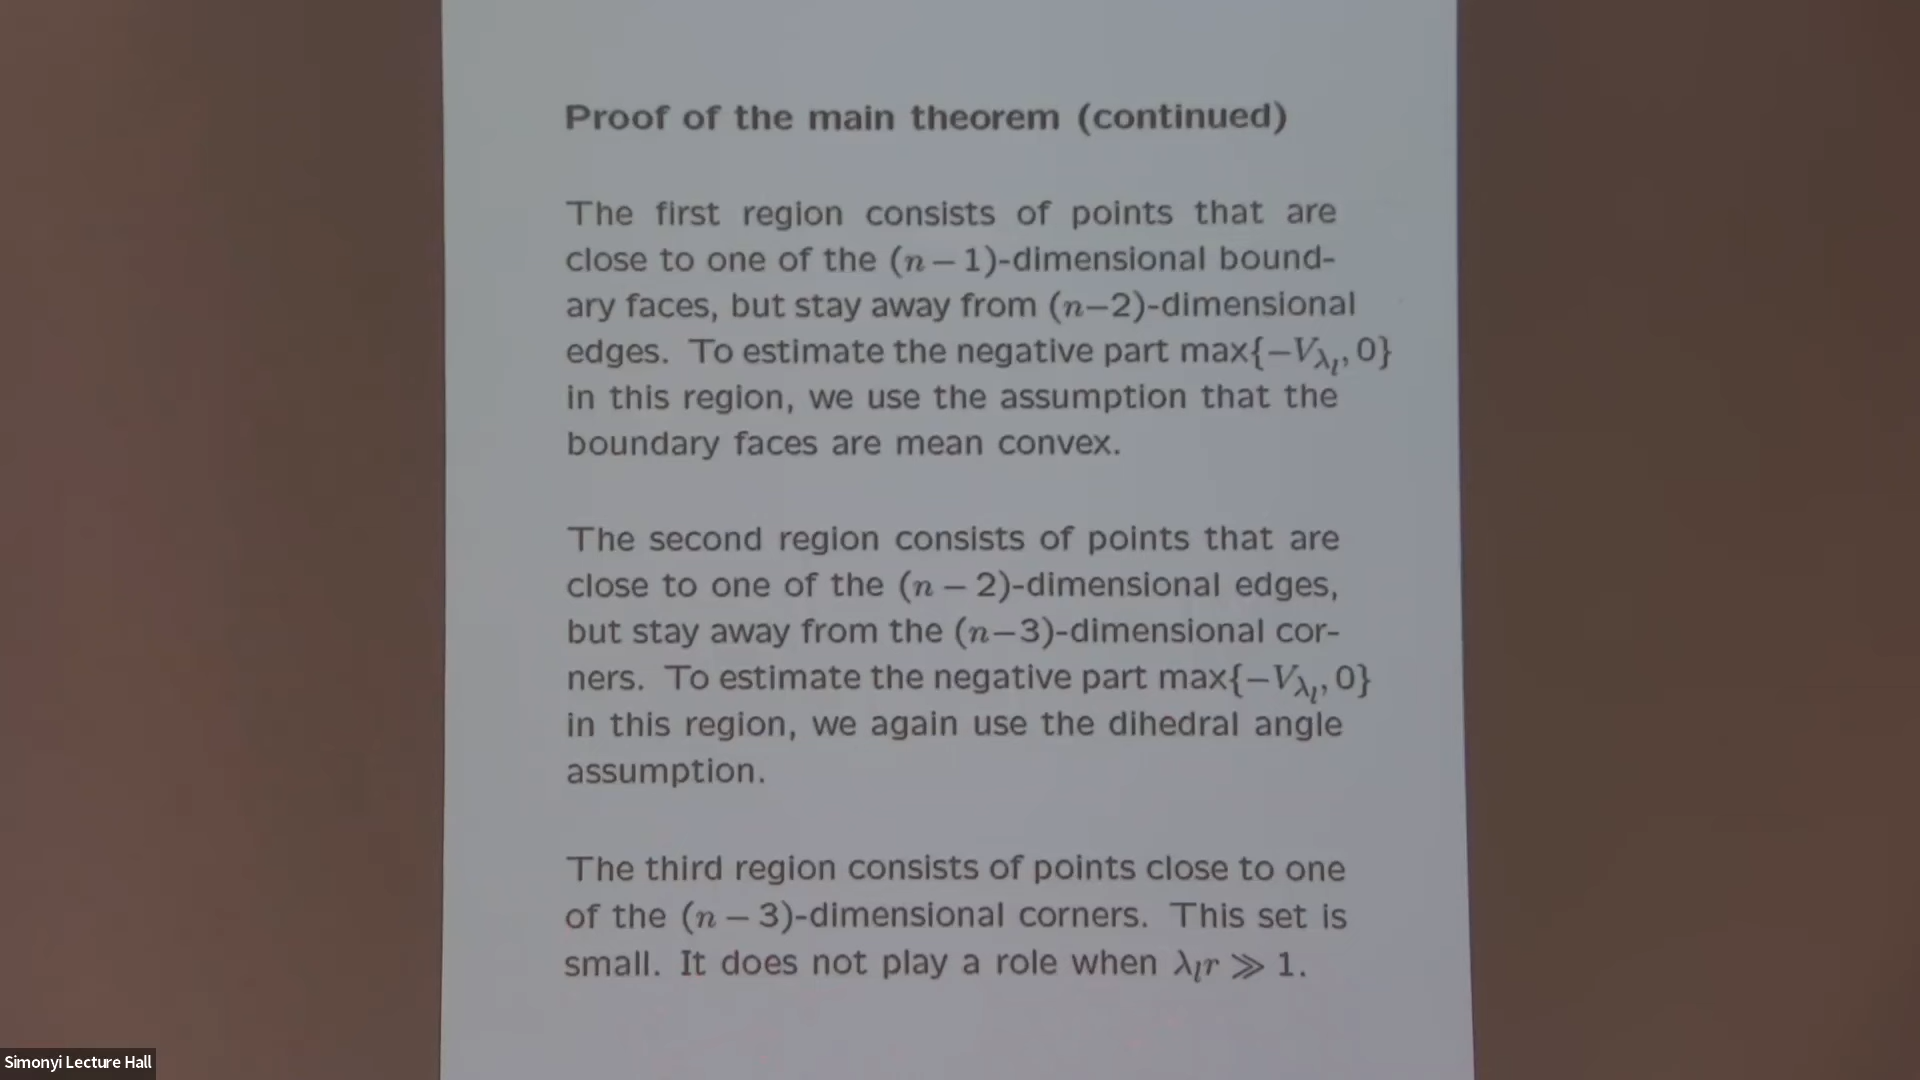 Proof of the main theorem (continued)
The first region consists of points that are
close to one of the (n − 1)-dimensional bound-
ary faces, but stay away from (n−2)-dimensional
edges. To estimate the negative part max{−V_{λ_l}, 0}
in this region, we use the assumption that the
boundary faces are mean convex.
The second region consists of points that are
close to one of the (n − 2)-dimensional edges,
but stay away from the (n−3)-dimensional cor-
ners. To estimate the negative part max{−V_{λ_l}, 0}
in this region, we again use the dihedral angle
assumption.
The third region consists of points close to one
of the (n − 3)-dimensional corners. This set is
small. It does not play a role when λ_l r ≫ 1.
Simonyi Lecture Hall